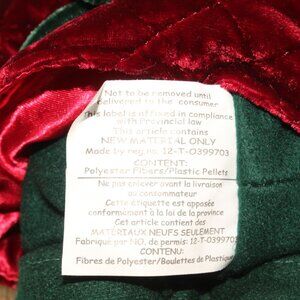 Not to be removed until
delivered to the consumer
This label is affixed in compliance
with Provincial law
This article contains
NEW MATERIAL ONLY
Made by reg.no. 12-T-0399703
CONTENT:
Polyester Fibers/Plastic Pellets
Ne pas enlever avant la livraison
au consommateur
Cette étiquette est apposée
conformément à la loi de la province
Cet article contient des
MATÉRIAUX NEUFS SEULEMENT
Fabriqué par NO. de permis: 12-T-0399703
CONTENU:
Fibres de Polyester/Boulettes de Plastique